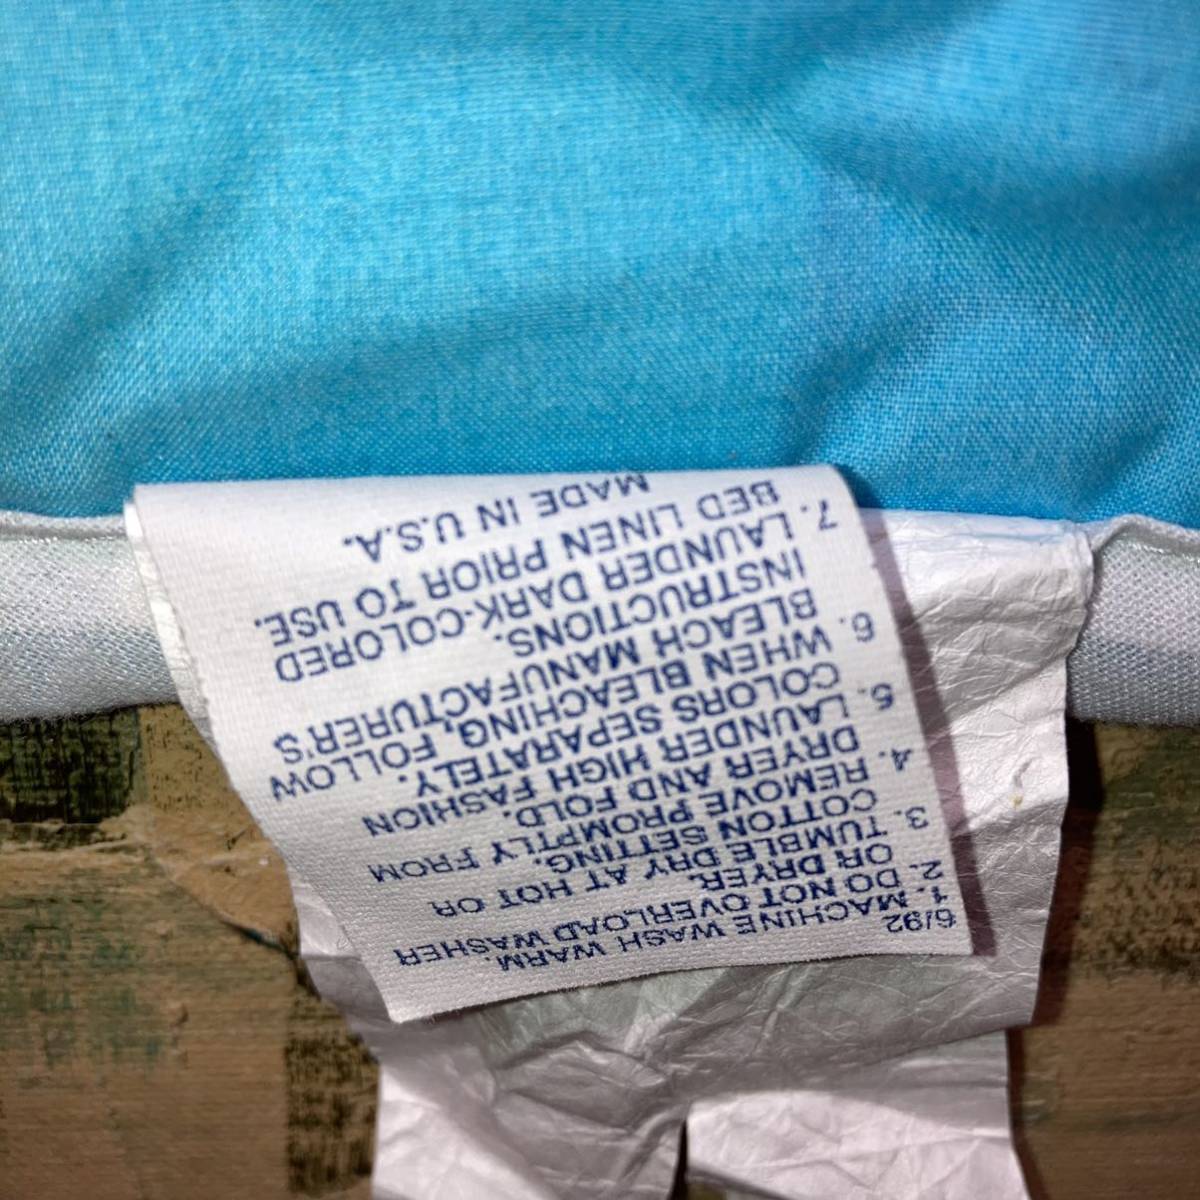 6/92
1. MACHINE WASH WARM.
2. DO NOT OVERLOAD WASHER
OR DRYER.
3. TUMBLE DRY AT HOT OR
COTTON SETTING.
4. REMOVE PROMPTLY FROM
DRYER AND FOLD.
5. LAUNDER HIGH FASHION
COLORS SEPARATELY.
6. WHEN BLEACHING, FOLLOW
BLEACH MANUFACTURER'S
INSTRUCTIONS.
7. LAUNDER DARK-COLORED
BED LINEN PRIOR TO USE.
MADE IN U.S.A.